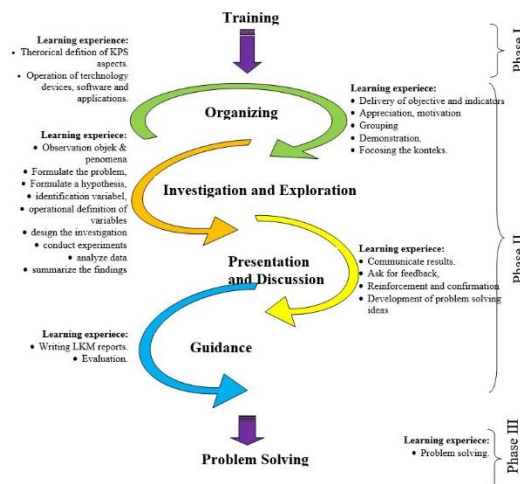 Training
Learning experience:
• Therorical defition of KPS
aspects.
• Operation of terchnology
devices, software and
applications.
Phase I
Organizing
Learning experiece:
• Delivery of objective and indicators
• Appreciation, motivation
• Grouping
• Demonstration.
• Focosing the konteks.
Learning experiece:
• Observation objek &
penomena
• Formulate the problem,
• Formulate a hypothesis,
• identification variabel,
• operational definition of
variables
• design the investigation
• conduct experiments
• analyze data
• summarize the findings
Investigation and Exploration
Presentation
and Discussion
Learning experiece:
• Communicate results.
• Ask for feedback,
• Reinforcement and confirmation
• Development of problem solving
ideas
Phase II
Guidance
Learning experiece:
• Writing LKM reports.
• Evaluation.
Problem Solving
Learning experiece:
• Problem solving.
Phase III